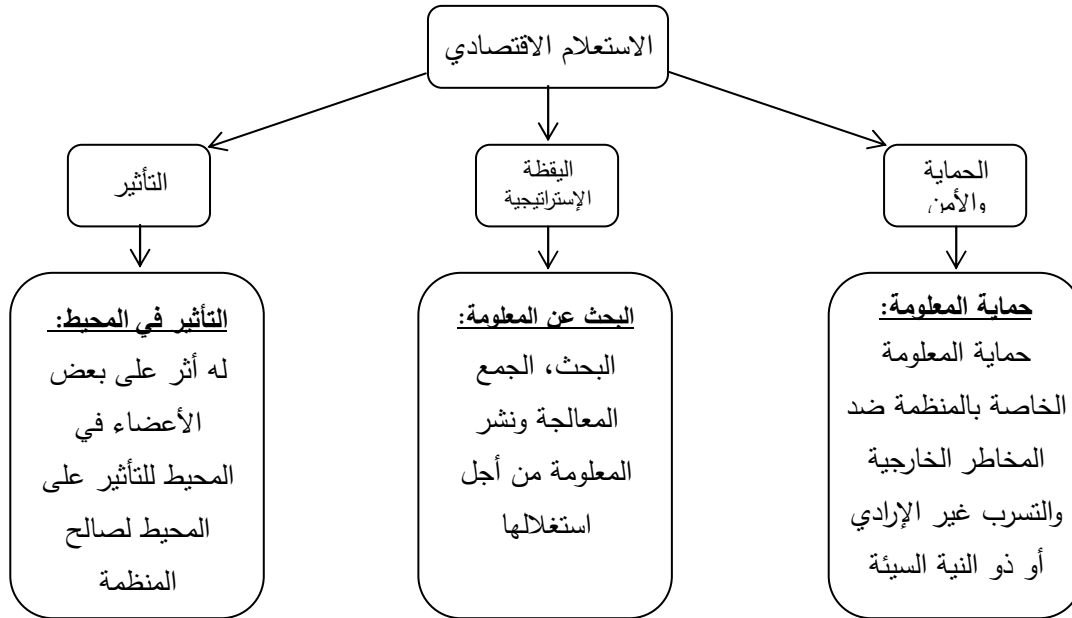 الاستعلام الاقتصادي
الحماية
والأمن
اليقظة
الإستراتيجية
التأثير
حماية المعلومة:
حماية المعلومة
الخاصة بالمنظمة ضد
المخاطر الخارجية
والتسرب غير الإرادي
أو ذو النية السيئة
البحث عن المعلومة:
البحث، الجمع
المعالجة ونشر
المعلومة من أجل
استغلالها
التأثير في المحيط:
له أثر على بعض
الأعضاء في
المحيط للتأثير على
المحيط لصالح
المنظمة